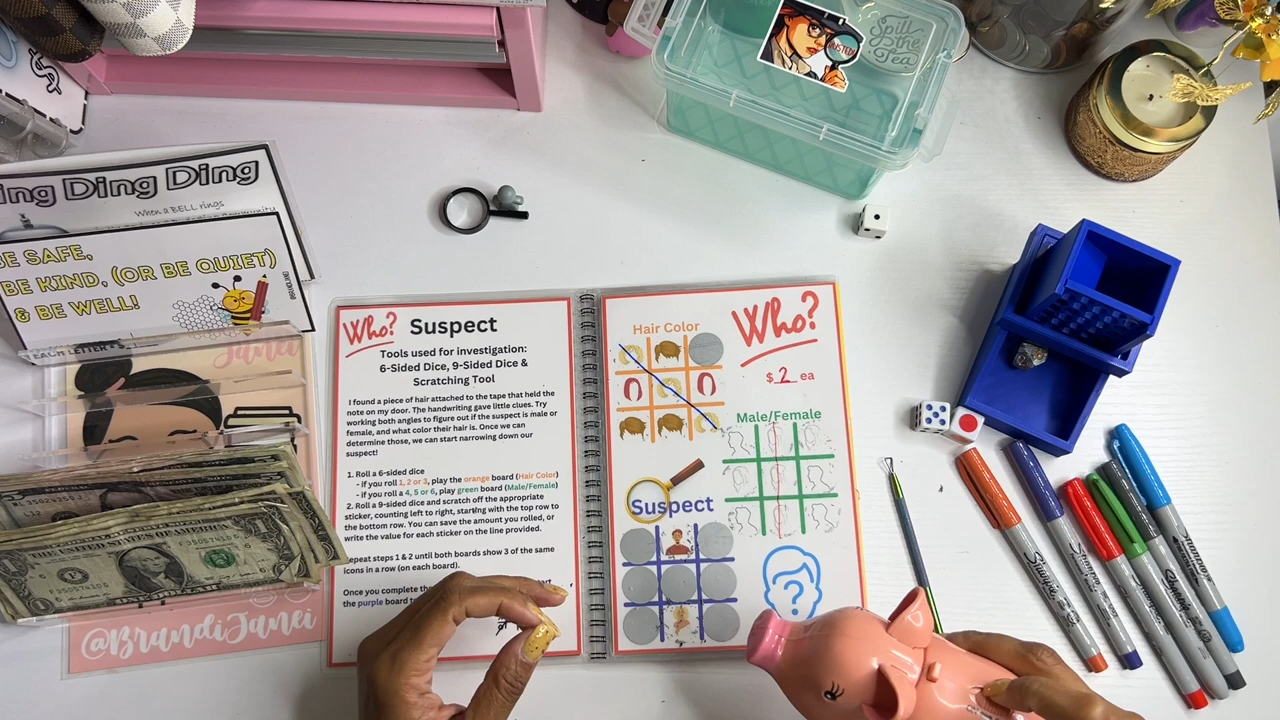 ing Ding Ding
When a BELL rings
BE SAFE,
BE KIND, (OR BE QUIET)
& BE WELL!
BRANDIJANEI
Janei
@BrandiJanei
Spill
the
Tea
BUSTED!
Who? Suspect
Tools used for investigation:
6-Sided Dice, 9-Sided Dice &
Scratching Tool
I found a piece of hair attached to the tape that held the
note on my door. The handwriting gave little clues. Try
working both angles to figure out if the suspect is male or
female, and what color their hair is. Once we can
determine those, we can start narrowing down our
suspect!
1. Roll a 6-sided dice
- if you roll 1, 2 or 3, play the orange board (Hair Color)
- if you roll a 4, 5 or 6, play green board (Male/Female)
2. Roll a 9-sided dice and scratch off the appropriate
sticker, counting left to right, starting with the top row to
the bottom row. You can save the amount you rolled, or
write the value for each sticker on the line provided.
epeat steps 1 & 2 until both boards show 3 of the same
icons in a row (on each board).
Once you complete the
the purple board t
Hair Color
Who?
$ 2 ea
Male/Female
Suspect
?
Sharpie
Sharpie
Sharpie